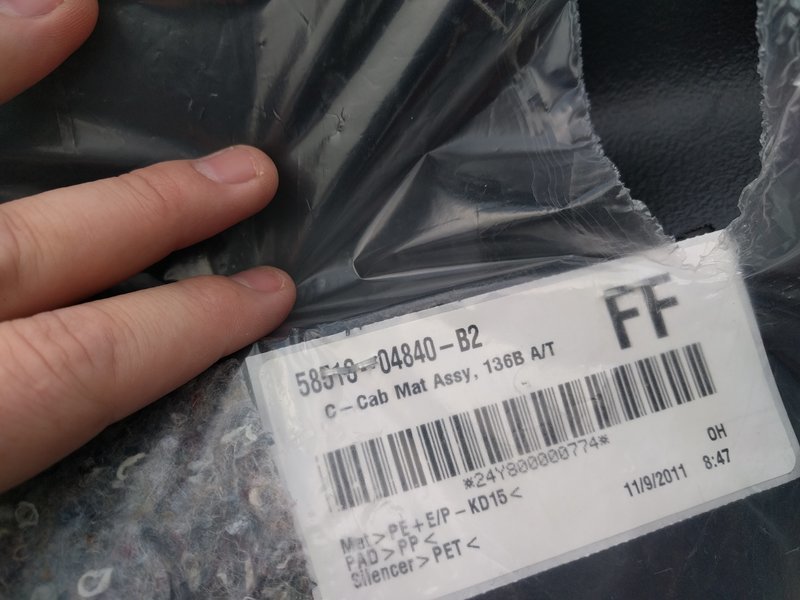 58510-04840-B2
FF
C-Cab Mat Assy, 136B A/T
*24Y800000774*
OH
11/9/2011 8:47
Mat>PE+E/P-KD15<
PAD>PP<
Silencer>PET<